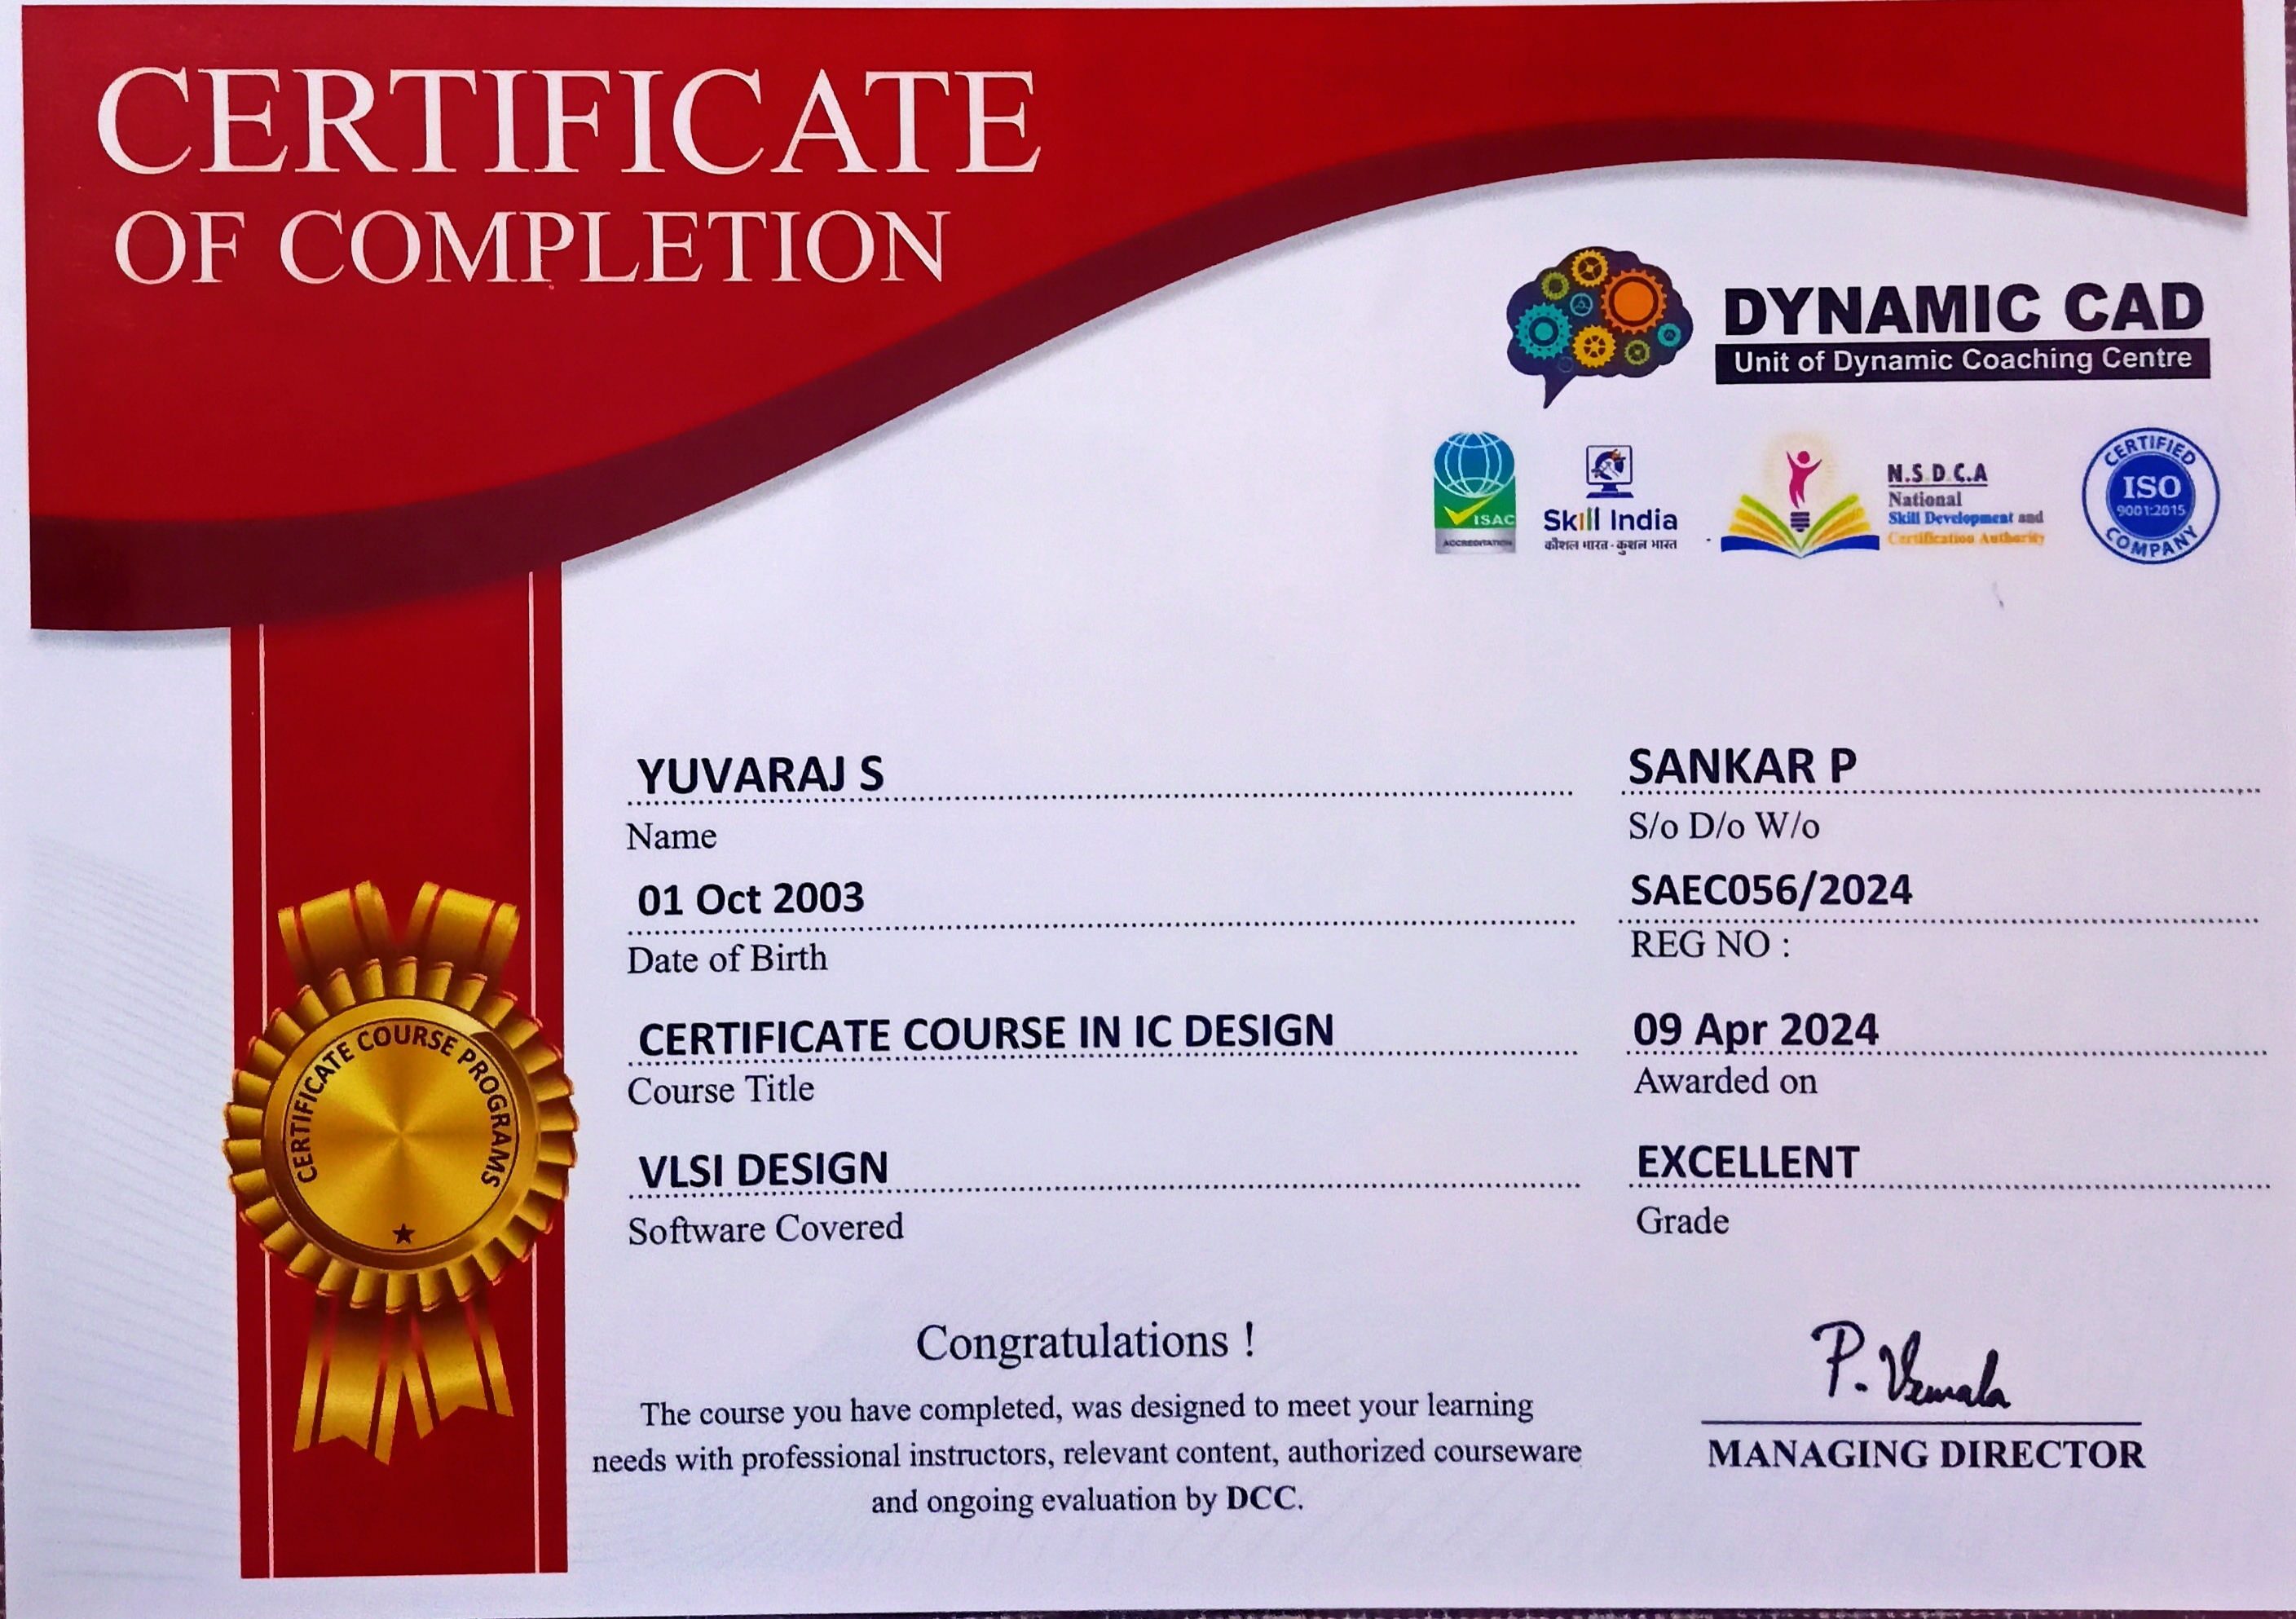 CERTIFICATE
OF COMPLETION
DYNAMIC CAD
Unit of Dynamic Coaching Centre
ISAC
ACCREDITATION
Skill India
कौशल भारत - कुशल भारत
N.S.D.C.A
National
Skill Development and
Certification Authority
CERTIFIED
ISO
9001:2015
COMPANY
YUVARAJ S
Name
SANKAR P
S/o D/o W/o
01 Oct 2003
Date of Birth
SAEC056/2024
REG NO :
CERTIFICATE COURSE IN IC DESIGN
Course Title
09 Apr 2024
Awarded on
VLSI DESIGN
Software Covered
EXCELLENT
Grade
CERTIFICATE COURSE PROGRAMS
Congratulations !
The course you have completed, was designed to meet your learning
needs with professional instructors, relevant content, authorized courseware
and ongoing evaluation by DCC.
P. Vemala
MANAGING DIRECTOR